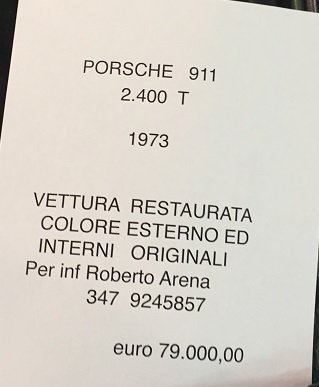 PORSCHE 911
2.400 T
1973
VETTURA RESTAURATA
COLORE ESTERNO ED
INTERNI ORIGINALI
Per inf Roberto Arena
347 9245857
euro 79.000,00